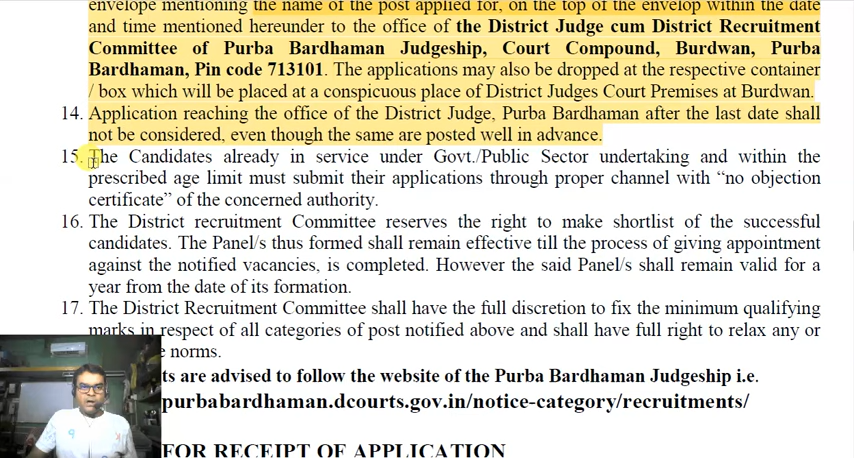 envelope mentioning the name of the post applied for, on the top of the envelop within the date
and time mentioned hereunder to the office of the District Judge cum District Recruitment
Committee of Purba Bardhaman Judgeship, Court Compound, Burdwan, Purba
Bardhaman, Pin code 713101. The applications may also be dropped at the respective container
/ box which will be placed at a conspicuous place of District Judges Court Premises at Burdwan.
14. Application reaching the office of the District Judge, Purba Bardhaman after the last date shall
not be considered, even though the same are posted well in advance.
15. The Candidates already in service under Govt./Public Sector undertaking and within the
prescribed age limit must submit their applications through proper channel with “no objection
certificate” of the concerned authority.
16. The District recruitment Committee reserves the right to make shortlist of the successful
candidates. The Panel/s thus formed shall remain effective till the process of giving appointment
against the notified vacancies, is completed. However the said Panel/s shall remain valid for a
year from the date of its formation.
17. The District Recruitment Committee shall have the full discretion to fix the minimum qualifying
marks in respect of all categories of post notified above and shall have full right to relax any or
norms.
ts are advised to follow the website of the Purba Bardhaman Judgeship i.e.
purbabardhaman.dcourts.gov.in/notice-category/recruitments/
FOR RECEIPT OF APPLICATION